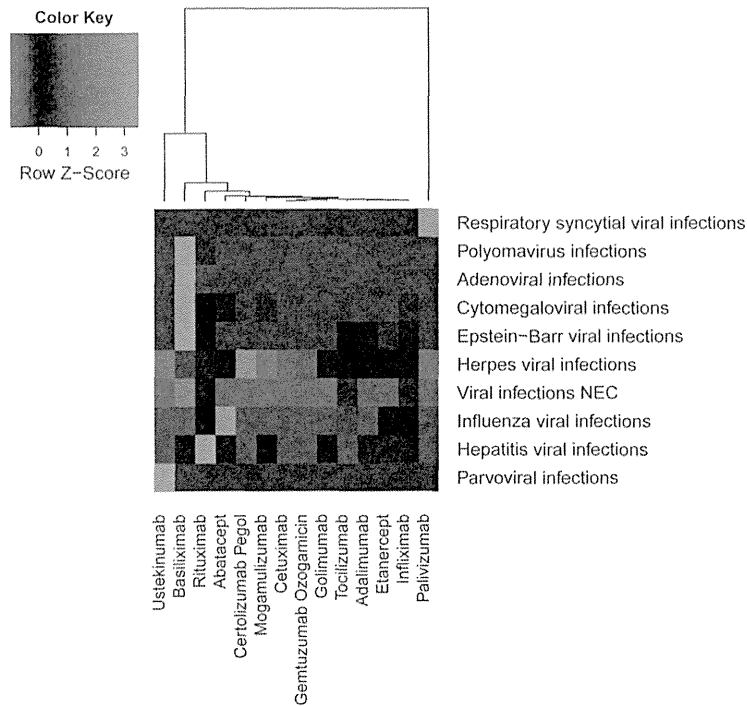 Color Key
0 1 2 3
Row Z-Score
Respiratory syncytial viral infections
Polyomavirus infections
Adenoviral infections
Cytomegaloviral infections
Epstein-Barr viral infections
Herpes viral infections
Viral infections NEC
Influenza viral infections
Hepatitis viral infections
Parvoviral infections
Ustekinumab
Basiliximab
Rituximab
Abatacept
Certolizumab Pegol
Mogamulizumab
Cetuximab
Gemtuzumab Ozogamicin
Golimumab
Tocilizumab
Adalimumab
Etanercept
Infliximab
Palivizumab